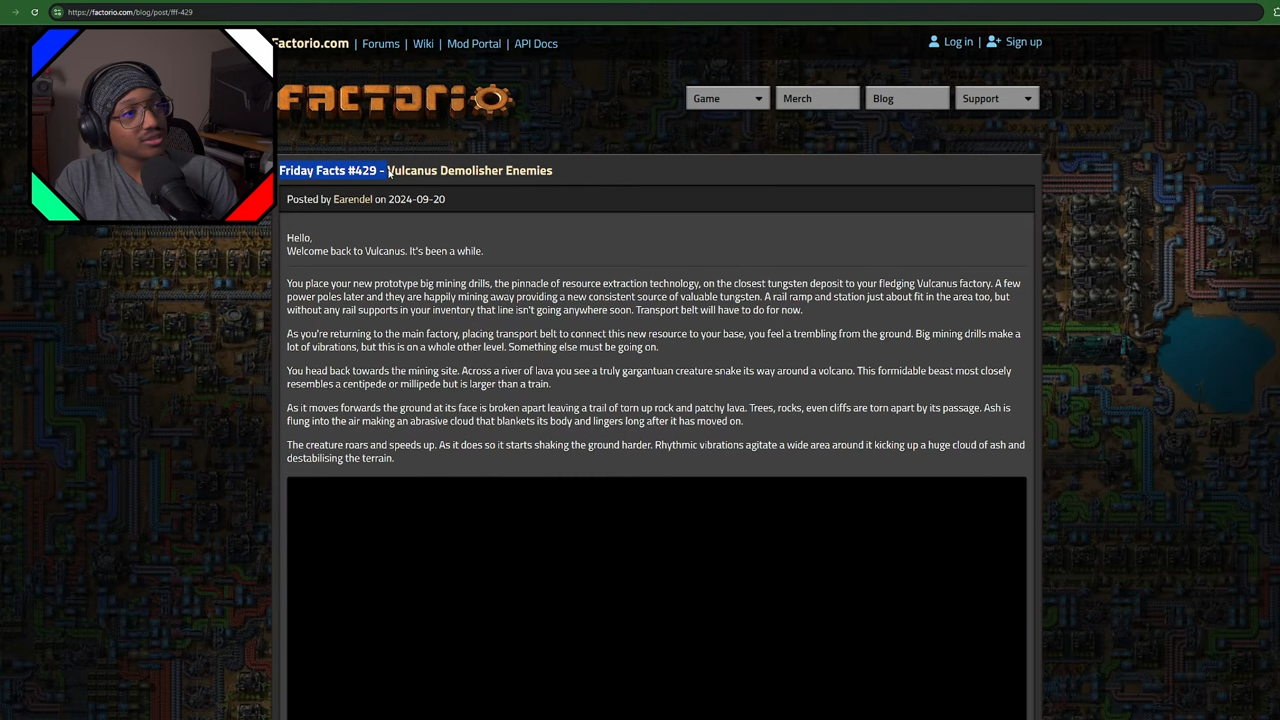 https://factorio.com/blog/post/fff-429
Factorio.com | Forums | Wiki | Mod Portal | API Docs
Log in | Sign up
FACTORIO
Game Merch Blog Support
Friday Facts #429 - Vulcanus Demolisher Enemies
Posted by Earendel on 2024-09-20
Hello,
Welcome back to Vulcanus. It's been a while.
You place your new prototype big mining drills, the pinnacle of resource extraction technology, on the closest tungsten deposit to your fledging Vulcanus factory. A few
power poles later and they are happily mining away providing a new consistent source of valuable tungsten. A rail ramp and station just about fit in the area too, but
without any rail supports in your inventory that line isn't going anywhere soon. Transport belt will have to do for now.
As you're returning to the main factory, placing transport belt to connect this new resource to your base, you feel a trembling from the ground. Big mining drills make a
lot of vibrations, but this is on a whole other level. Something else must be going on.
You head back towards the mining site. Across a river of lava you see a truly gargantuan creature snake its way around a volcano. This formidable beast most closely
resembles a centipede or millipede but is larger than a train.
As it moves forwards the ground at its face is broken apart leaving a trail of torn up rock and patchy lava. Trees, rocks, even cliffs are torn apart by its passage. Ash is
flung into the air making an abrasive cloud that blankets its body and lingers long after it has moved on.
The creature roars and speeds up. As it does so it starts shaking the ground harder. Rhythmic vibrations agitate a wide area around it kicking up a huge cloud of ash and
destabilising the terrain.